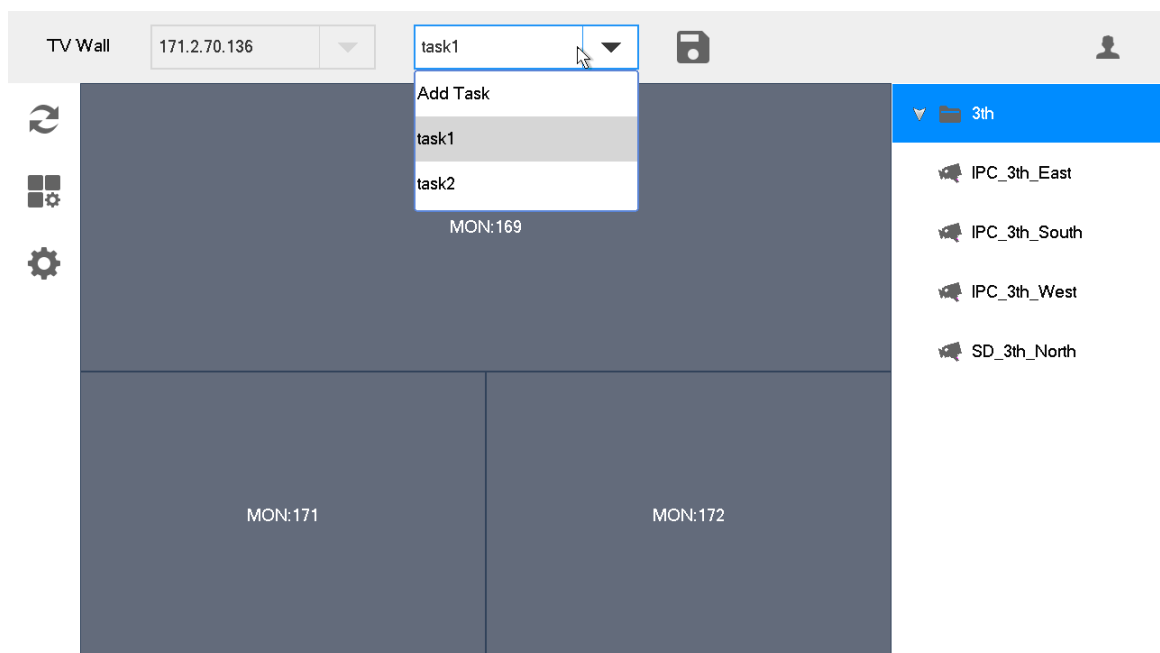 TV Wall 171.2.70.136 task1
Add Task
task1
task2
MON:169
MON:171 MON:172
3th
IPC_3th_East
IPC_3th_South
IPC_3th_West
SD_3th_North